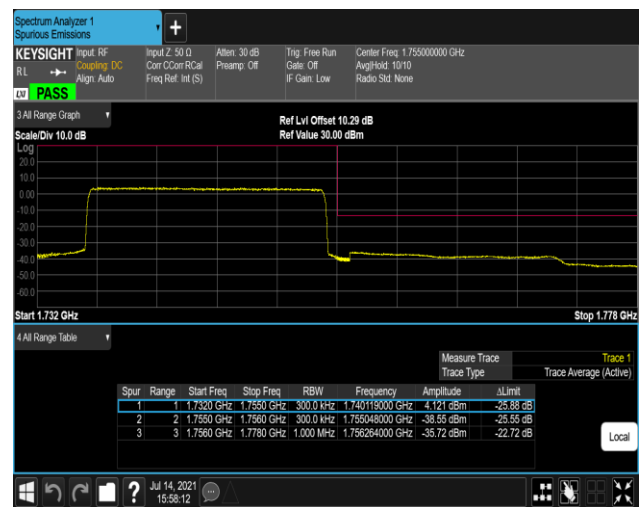 Spectrum Analyzer 1
Spurious Emissions
KEYSIGHT Input: RF Input Z: 50 Ω Atten: 30 dB Trig: Free Run Center Freq: 1.755000000 GHz
RL Coupling: DC Corr CCorr RCal Preamp: Off Gate: Off Avg|Hold: 10/10
Align: Auto Freq Ref: Int (S) IF Gain: Low Radio Std: None
LXI PASS
3 All Range Graph
Ref Lvl Offset 10.29 dB
Scale/Div 10.0 dB Ref Value 30.00 dBm
Log
20.0
10.0
0.00
-10.0
-20.0
-30.0
-40.0
-50.0
-60.0
Start 1.732 GHz Stop 1.778 GHz
4 All Range Table
Measure Trace Trace 1
Trace Type Trace Average (Active)
Spur Range Start Freq Stop Freq RBW Frequency Amplitude ΔLimit
1 1 1.7320 GHz 1.7550 GHz 300.0 kHz 1.740119000 GHz 4.121 dBm -25.88 dB
2 2 1.7550 GHz 1.7560 GHz 300.0 kHz 1.755048000 GHz -38.55 dBm -25.55 dB
3 3 1.7560 GHz 1.7780 GHz 1.000 MHz 1.756264000 GHz -35.72 dBm -22.72 dB
Local
? Jul 14, 2021
15:58:12